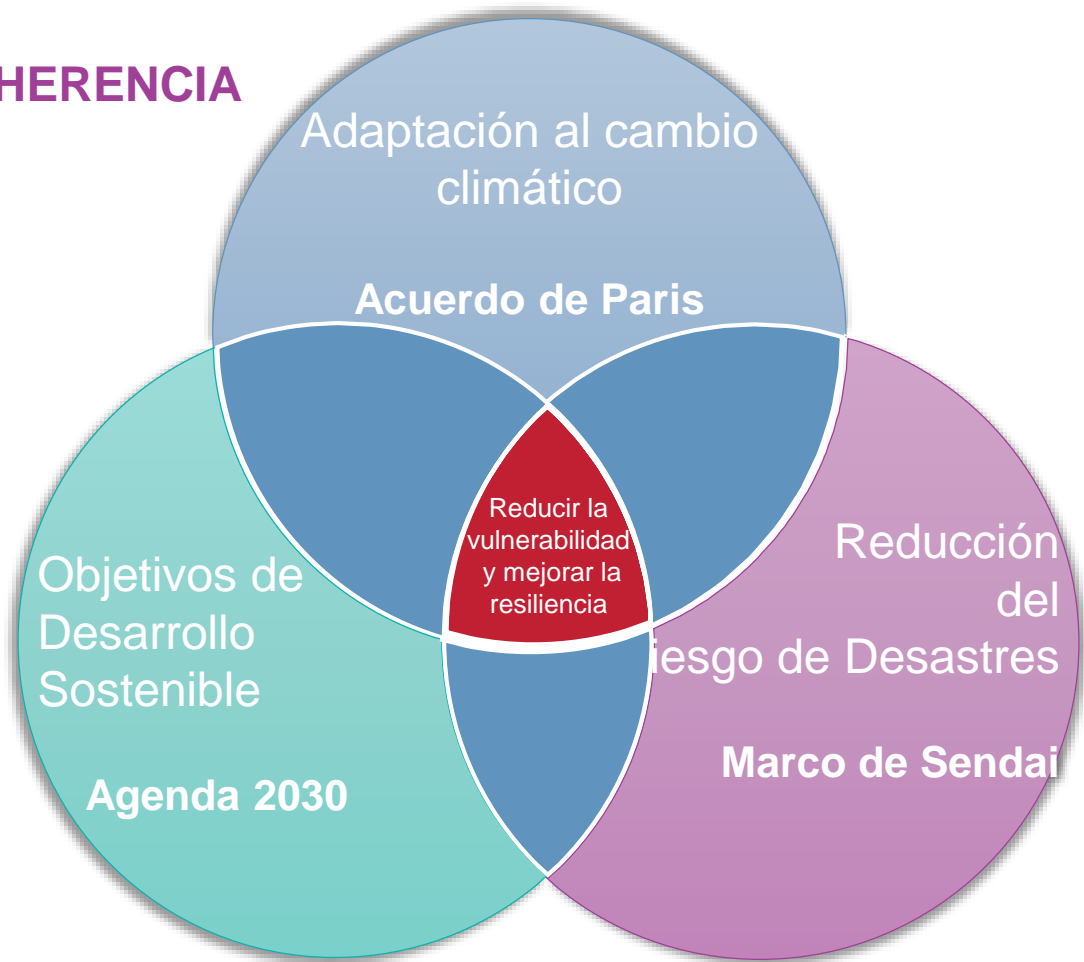 HERENCIA
Adaptación al cambio
climático
Acuerdo de Paris
Reducir la
vulnerabilidad
y mejorar la
resiliencia
Objetivos de
Desarrollo
Sostenible
Agenda 2030
Reducción
del
iesgo de Desastres
Marco de Sendai